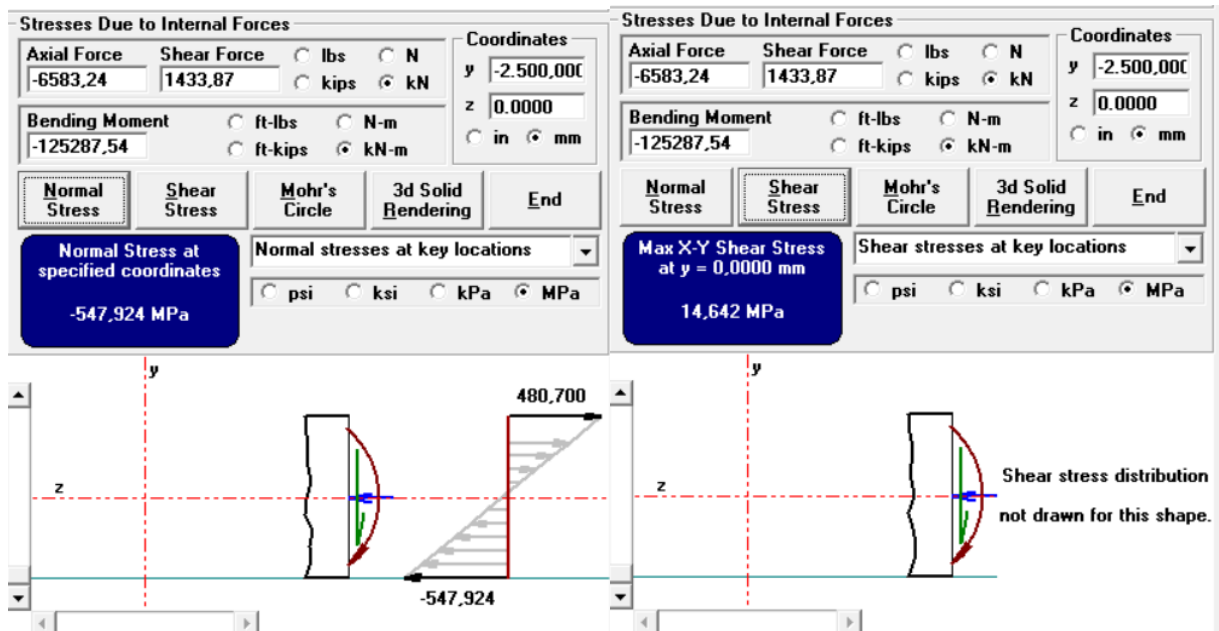 Stresses Due to Internal Forces
Axial Force Shear Force lbs N
-6583,24 1433,87 kips kN
Bending Moment ft-lbs N-m
-125287,54 ft-kips kN-m
Coordinates
y -2.500,00
z 0.0000
in mm
Normal Stress
Shear Stress
Mohr's Circle
3d Solid Rendering
End
Normal Stress at
specified coordinates
-547,924 MPa
Normal stresses at key locations
psi ksi kPa MPa
y
z
480,700
-547,924
Stresses Due to Internal Forces
Axial Force Shear Force lbs N
-6583,24 1433,87 kips kN
Bending Moment ft-lbs N-m
-125287,54 ft-kips kN-m
Coordinates
y -2.500,00
z 0.0000
in mm
Normal Stress
Shear Stress
Mohr's Circle
3d Solid Rendering
End
Max X-Y Shear Stress
at y = 0,0000 mm
14,642 MPa
Shear stresses at key locations
psi ksi kPa MPa
y
z
Shear stress distribution
not drawn for this shape.